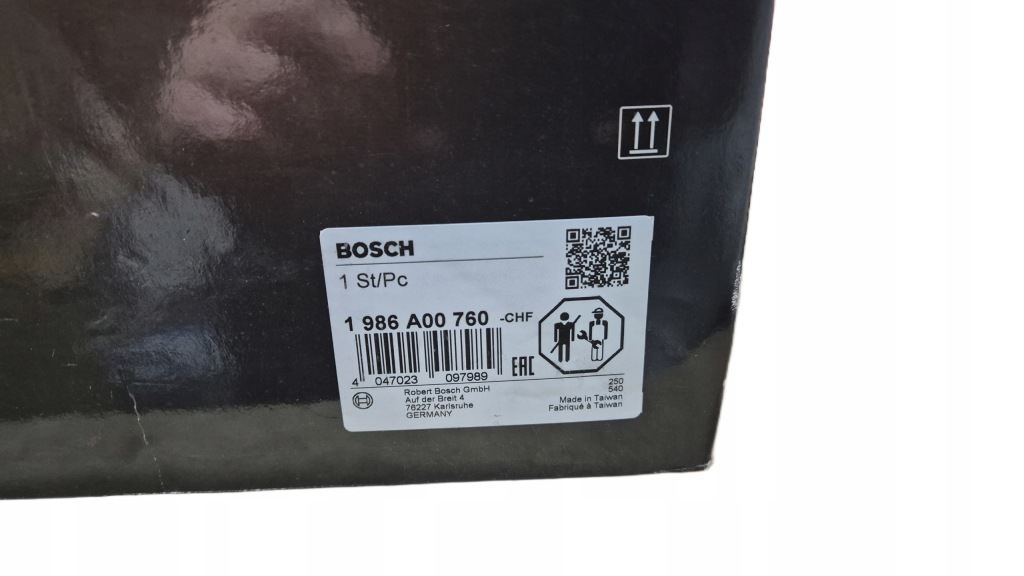 BOSCH
1 St/Pc
1 986 A00 760 -CHF
EAC
4 047023 097989
Robert Bosch GmbH
Auf der Breit 4
76227 Karlsruhe
GERMANY
250
540
Made in Taiwan
Fabriqué à Taiwan